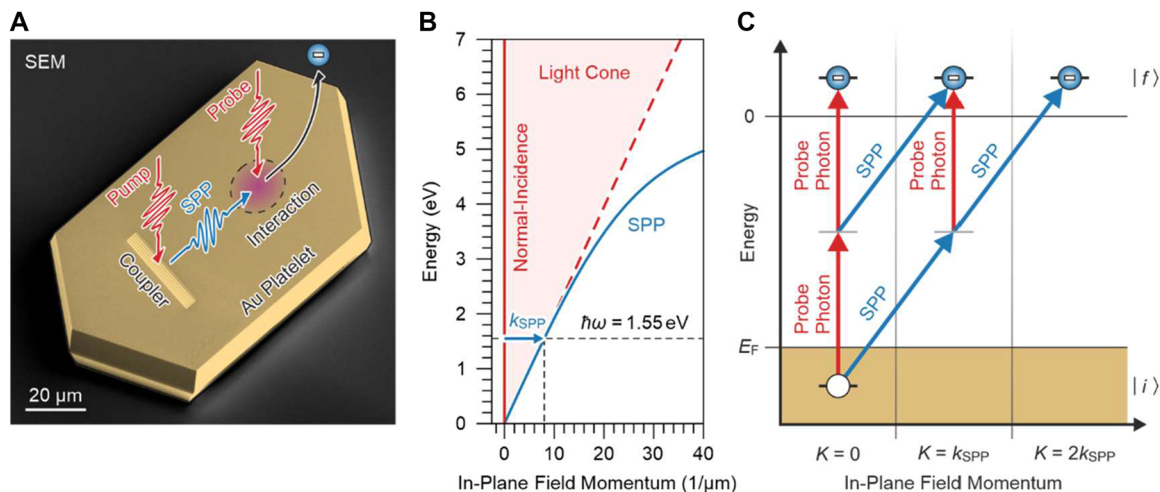 A
SEM
Probe
Pump
SPP
Interaction
Coupler
Au Platelet
20 µm
B
7
6
5
4
3
2
1
0
Energy (eV)
Normal-Incidence
Light Cone
SPP
kSPP
ħω = 1.55 eV
0 10 20 30 40
In-Plane Field Momentum (1/µm)
C
Energy
0
EF
|f⟩
|i⟩
Probe
Photon
SPP
Probe
Photon
SPP
Probe
Photon
SPP
K = 0 K = kSPP K = 2kSPP
In-Plane Field Momentum